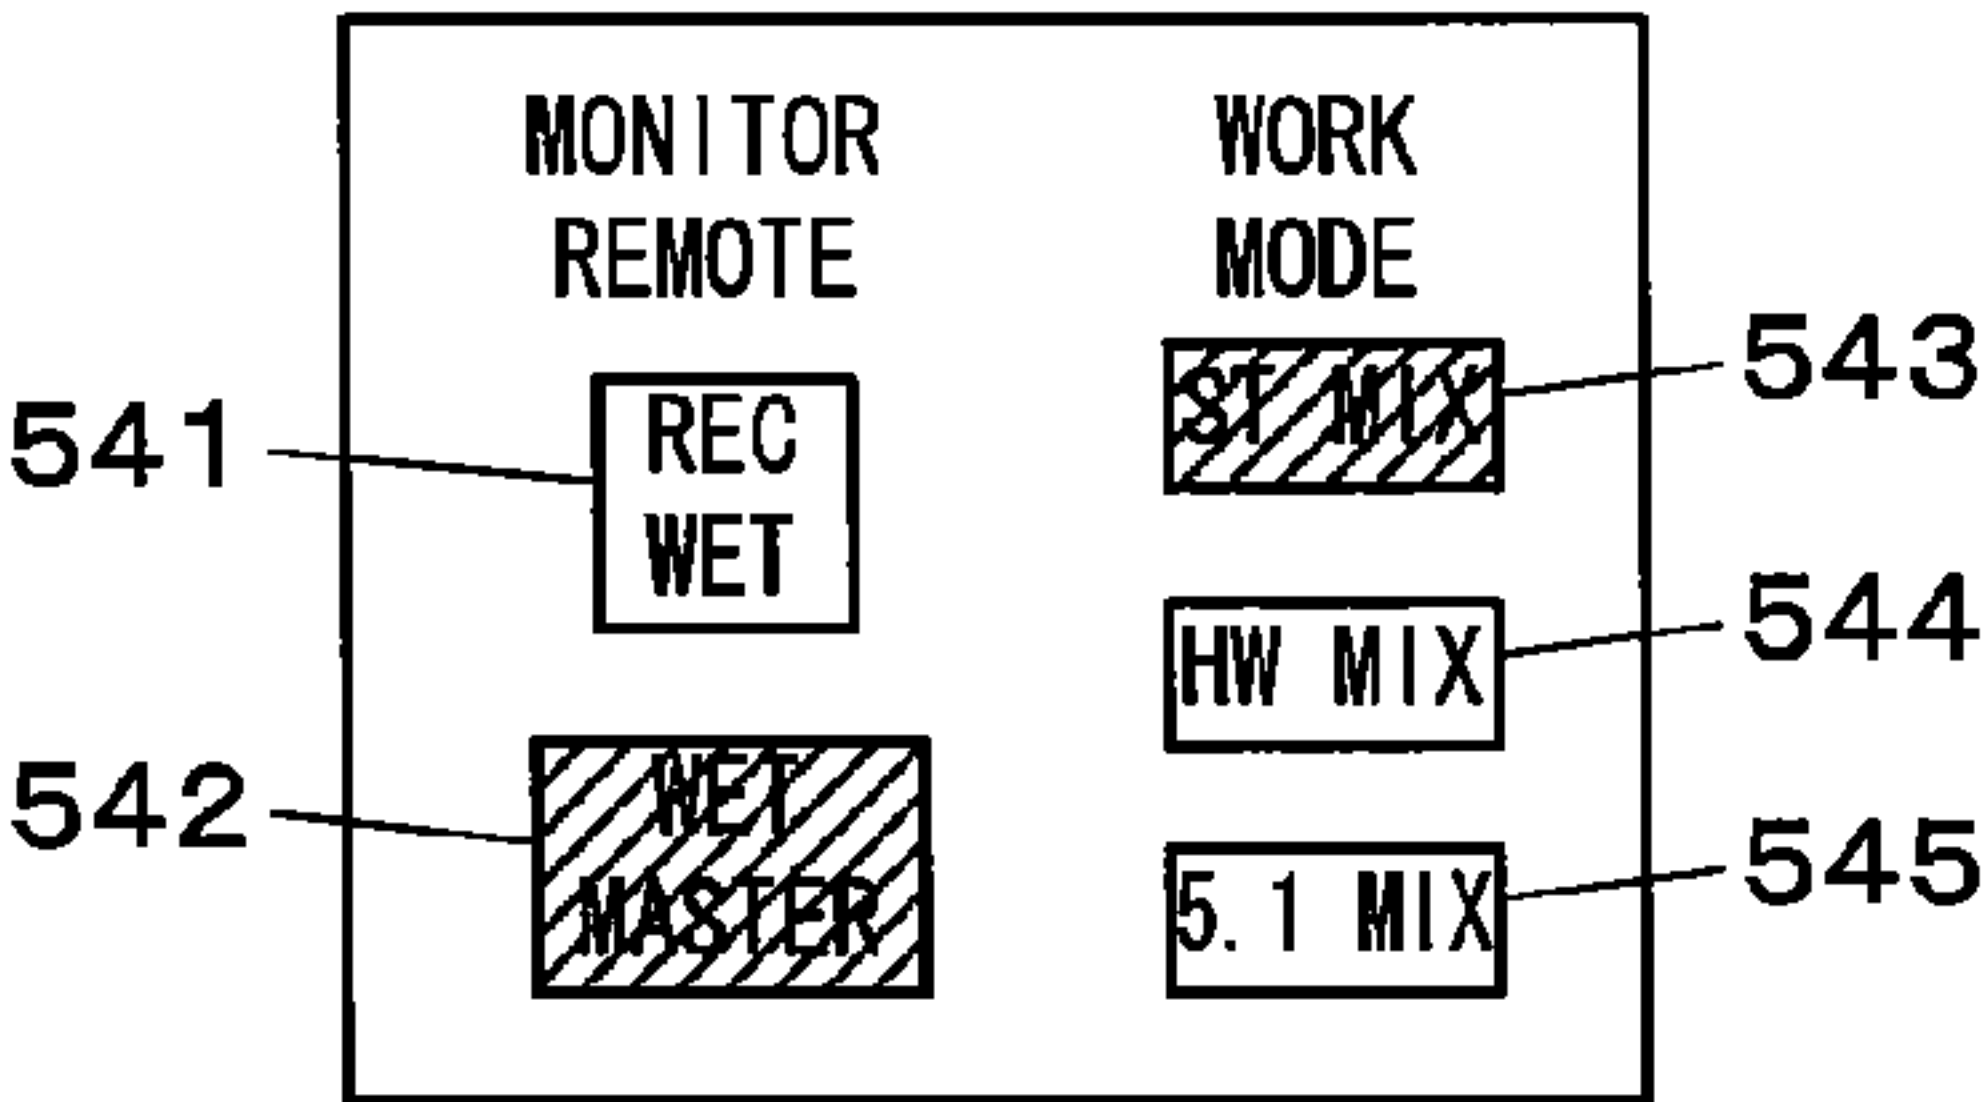 MONITOR
REMOTE
541
REC
WET
542
WET
MASTER
WORK
MODE
ST MIX
543
HW MIX
544
5.1 MIX
545